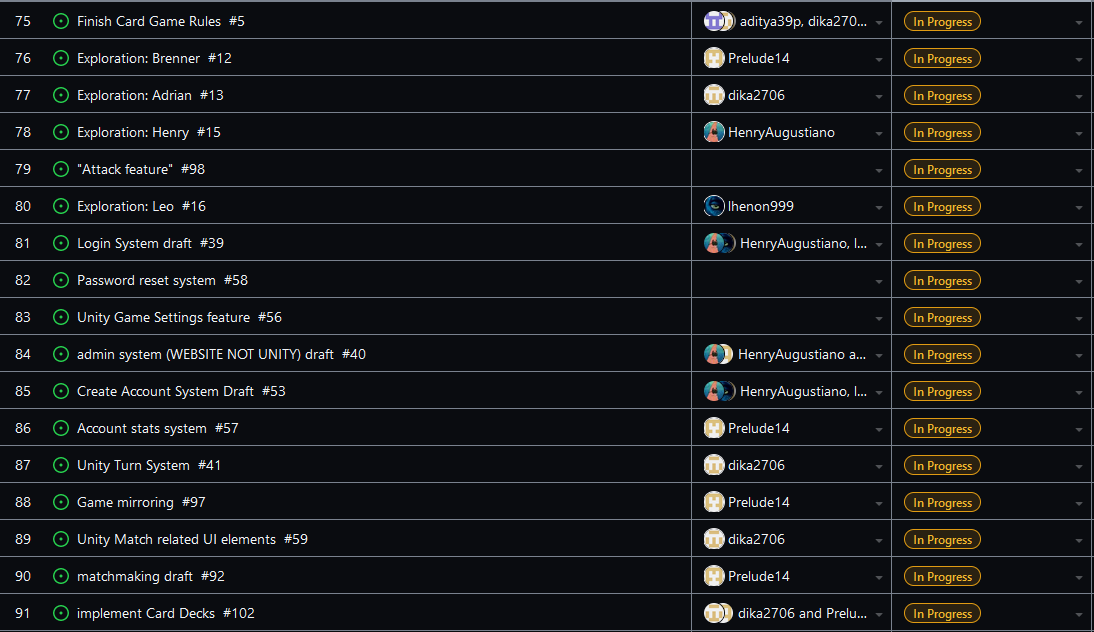 75 Finish Card Game Rules #5 aditya39p, dika270... In Progress
76 Exploration: Brenner #12 Prelude14 In Progress
77 Exploration: Adrian #13 dika2706 In Progress
78 Exploration: Henry #15 HenryAugustiano In Progress
79 "Attack feature" #98 In Progress
80 Exploration: Leo #16 lhenon999 In Progress
81 Login System draft #39 HenryAugustiano, l... In Progress
82 Password reset system #58 In Progress
83 Unity Game Settings feature #56 In Progress
84 admin system (WEBSITE NOT UNITY) draft #40 HenryAugustiano a... In Progress
85 Create Account System Draft #53 HenryAugustiano, l... In Progress
86 Account stats system #57 Prelude14 In Progress
87 Unity Turn System #41 dika2706 In Progress
88 Game mirroring #97 Prelude14 In Progress
89 Unity Match related UI elements #59 dika2706 In Progress
90 matchmaking draft #92 Prelude14 In Progress
91 implement Card Decks #102 dika2706 and Prelu... In Progress